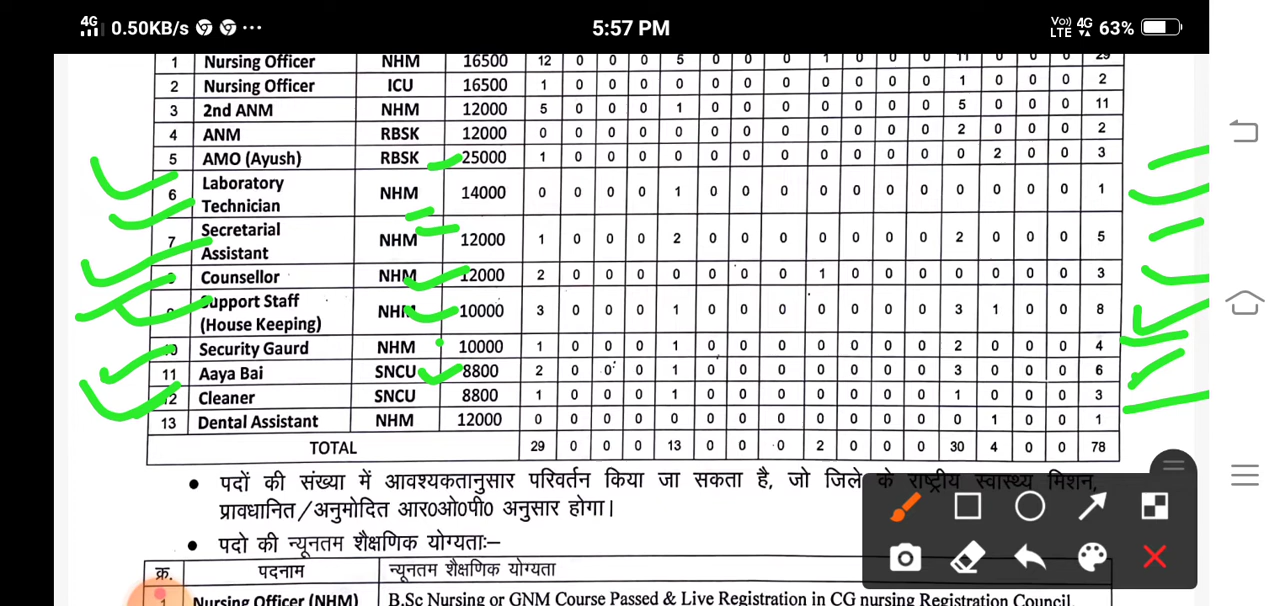 4G 0.50KB/s ... 5:57 PM Vo)) LTE 4G 63%
1 Nursing Officer NHM 16500 12 0 0 0 5 0 0 0 1 0 0 0 11 0 0 0 29
2 Nursing Officer ICU 16500 1 0 0 0 0 0 0 0 0 0 0 0 1 0 0 0 2
3 2nd ANM NHM 12000 5 0 0 0 1 0 0 0 0 0 0 0 5 0 0 0 11
4 ANM RBSK 12000 0 0 0 0 0 0 0 0 0 0 0 0 2 0 0 0 2
5 AMO (Ayush) RBSK 25000 1 0 0 0 0 0 0 0 0 0 0 0 0 2 0 0 3
6 Laboratory Technician NHM 14000 0 0 0 0 1 0 0 0 0 0 0 0 0 0 0 0 1
7 Secretarial Assistant NHM 12000 1 0 0 0 2 0 0 0 0 0 0 0 2 0 0 0 5
Counsellor NHM 12000 2 0 0 0 0 0 0 0 1 0 0 0 0 0 0 0 3
Support Staff (House Keeping) NHM 10000 3 0 0 0 1 0 0 0 0 0 0 0 3 1 0 0 8
10 Security Gaurd NHM 10000 1 0 0 0 1 0 0 0 0 0 0 0 2 0 0 0 4
11 Aaya Bai SNCU 8800 2 0 0 0 1 0 0 0 0 0 0 0 3 0 0 0 6
12 Cleaner SNCU 8800 1 0 0 0 1 0 0 0 0 0 0 0 1 0 0 0 3
13 Dental Assistant NHM 12000 0 0 0 0 0 0 0 0 0 0 0 0 0 1 0 0 1
TOTAL 29 0 0 0 13 0 0 0 2 0 0 0 30 4 0 0 78
• पदों की संख्या में आवश्यकतानुसार परिवर्तन किया जा सकता है, जो जिले के राष्ट्रीय स्वास्थ्य मिशन,
प्रावधानित/अनुमोदित आर0ओ0पी0 अनुसार होगा।
• पदो की न्यूनतम शैक्षणिक योग्यताः–
क्र. पदनाम न्यूनतम शैक्षणिक योग्यता
1 Nursing Officer (NHM) B.Sc Nursing or GNM Course Passed & Live Registration in CG nursing Registration Council